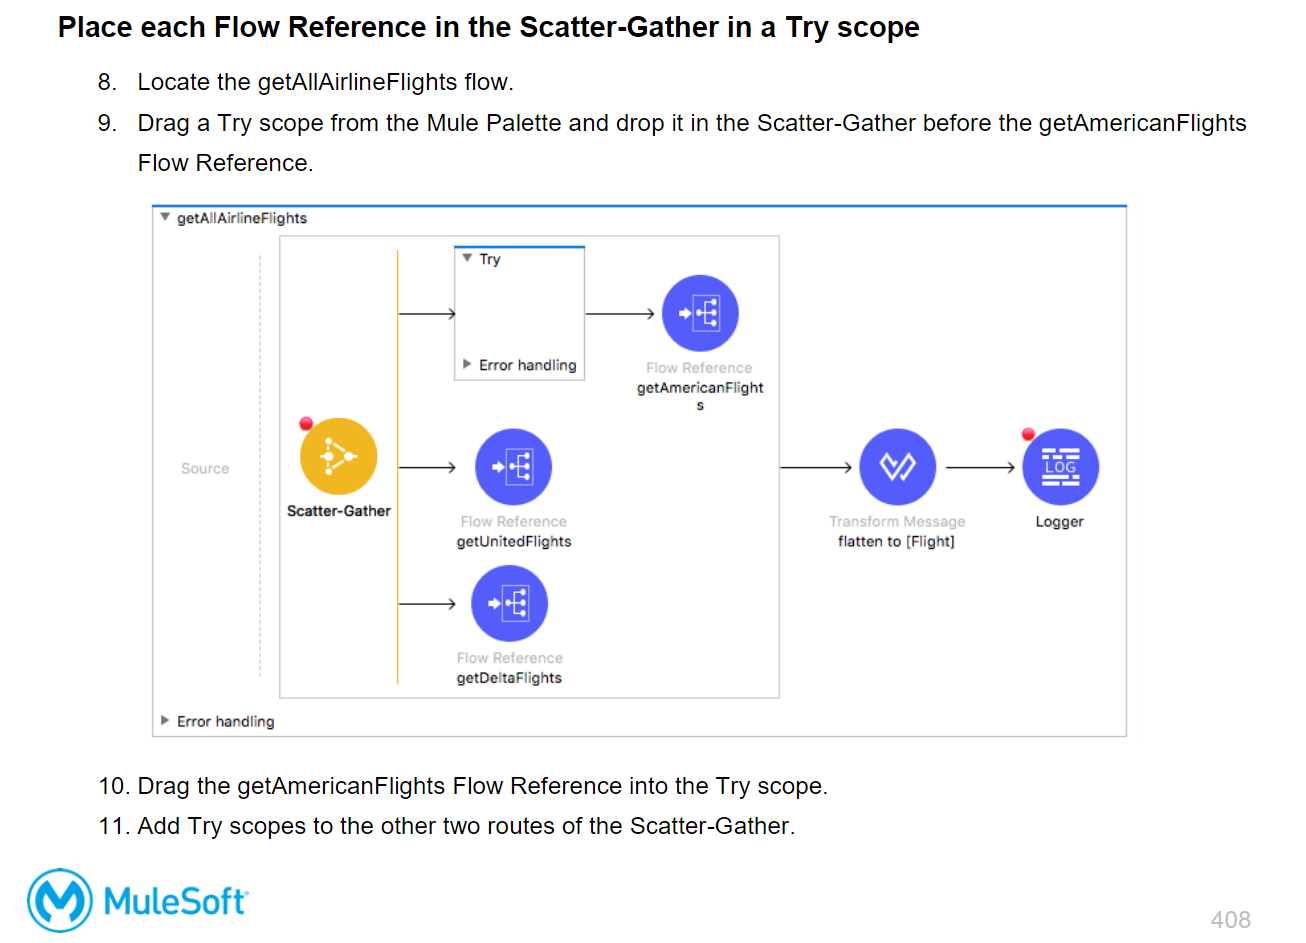 Place each Flow Reference in the Scatter-Gather in a Try scope
8. Locate the getAllAirlineFlights flow.
9. Drag a Try scope from the Mule Palette and drop it in the Scatter-Gather before the getAmericanFlights
Flow Reference.
getAllAirlineFlights
Try
Error handling
Flow Reference
getAmericanFlight
s
Source
Scatter-Gather
Flow Reference
getUnitedFlights
Transform Message
flatten to [Flight]
LOG
Logger
Flow Reference
getDeltaFlights
Error handling
10. Drag the getAmericanFlights Flow Reference into the Try scope.
11. Add Try scopes to the other two routes of the Scatter-Gather.
MuleSoft
408